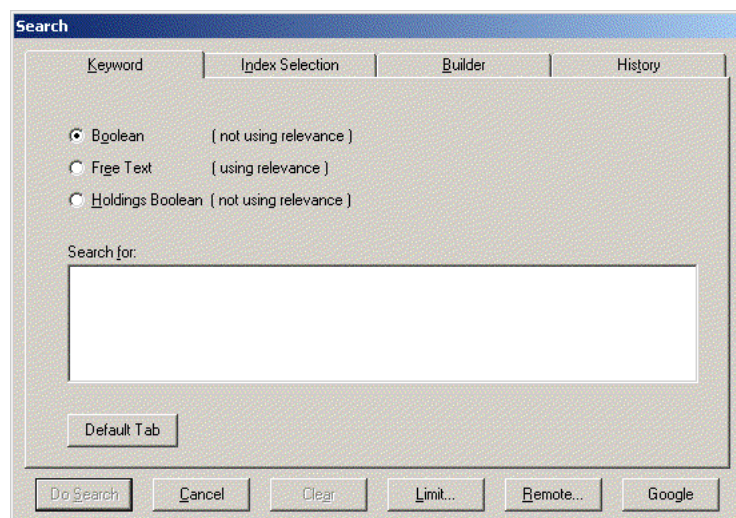 Search
Keyword Index Selection Builder History
Boolean ( not using relevance )
Free Text ( using relevance )
Holdings Boolean ( not using relevance )
Search for:
Default Tab
Do Search Cancel Clear Limit... Remote... Google